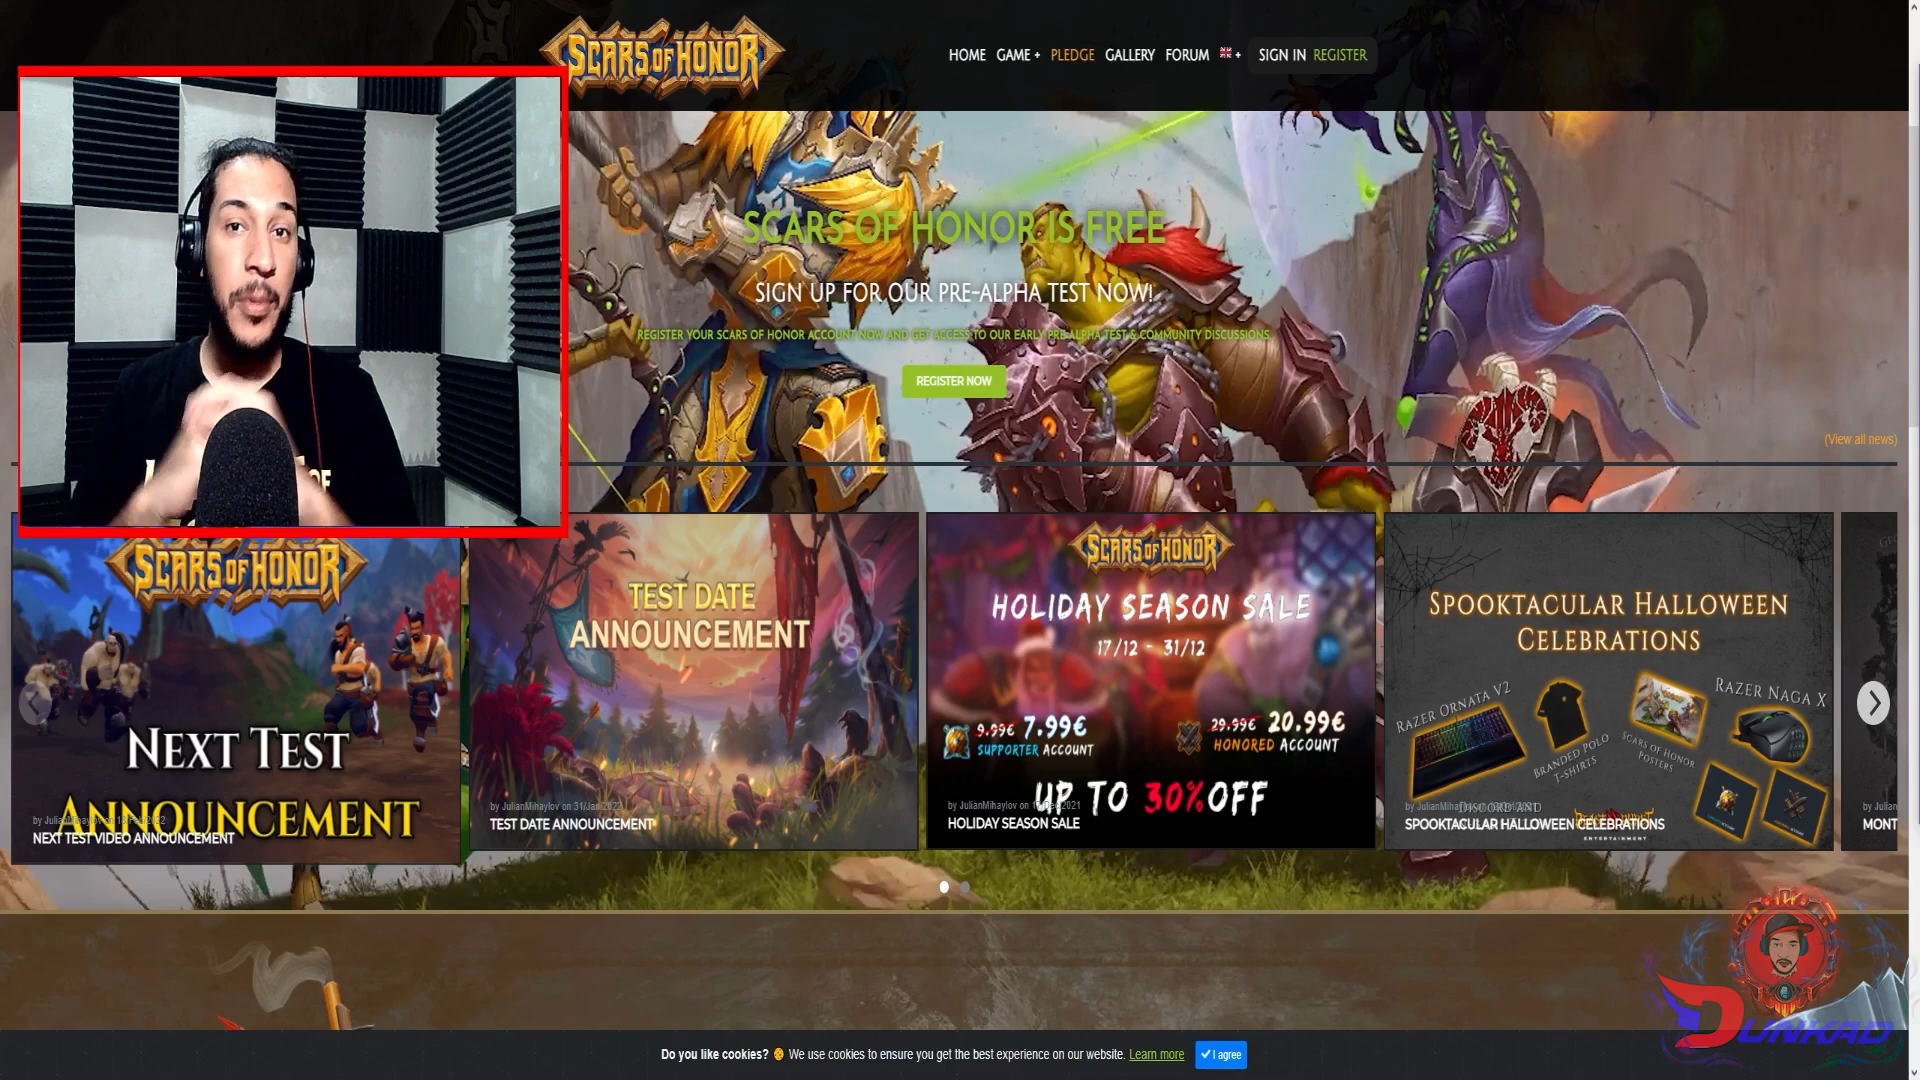 SCARS OF HONOR
HOME GAME + PLEDGE GALLERY FORUM + SIGN IN REGISTER
SCARS OF HONOR IS FREE
SIGN UP FOR OUR PRE-ALPHA TEST NOW!
REGISTER YOUR SCARS OF HONOR ACCOUNT NOW AND GET ACCESS TO OUR EARLY PRE-ALPHA TEST & COMMUNITY DISCUSSIONS
REGISTER NOW
(View all news)
OF
SCARS OF HONOR
NEXT TEST
ANNOUNCEMENT
NEXT TEST VIDEO ANNOUNCEMENT
TEST DATE
ANNOUNCEMENT
by JulianMihaylov on 31/Jan/2022
TEST DATE ANNOUNCEMENT
SCARS OF HONOR
HOLIDAY SEASON SALE
17/12 - 31/12
9.99€ 7.99€
SUPPORTER ACCOUNT
29.99€ 20.99€
HONORED ACCOUNT
UP TO 30% OFF
HOLIDAY SEASON SALE
SPOOKTACULAR HALLOWEEN
CELEBRATIONS
RAZER ORNATA V2
BRANDED POLO
T-SHIRTS
SCARS OF HONOR
POSTERS
RAZER NAGA X
DISCORD AND
ENTERTAINMENT
SPOOKTACULAR HALLOWEEN CELEBRATIONS
by Julian
MONT
DUNKAD
Do you like cookies? We use cookies to ensure you get the best experience on our website. Learn more I agree